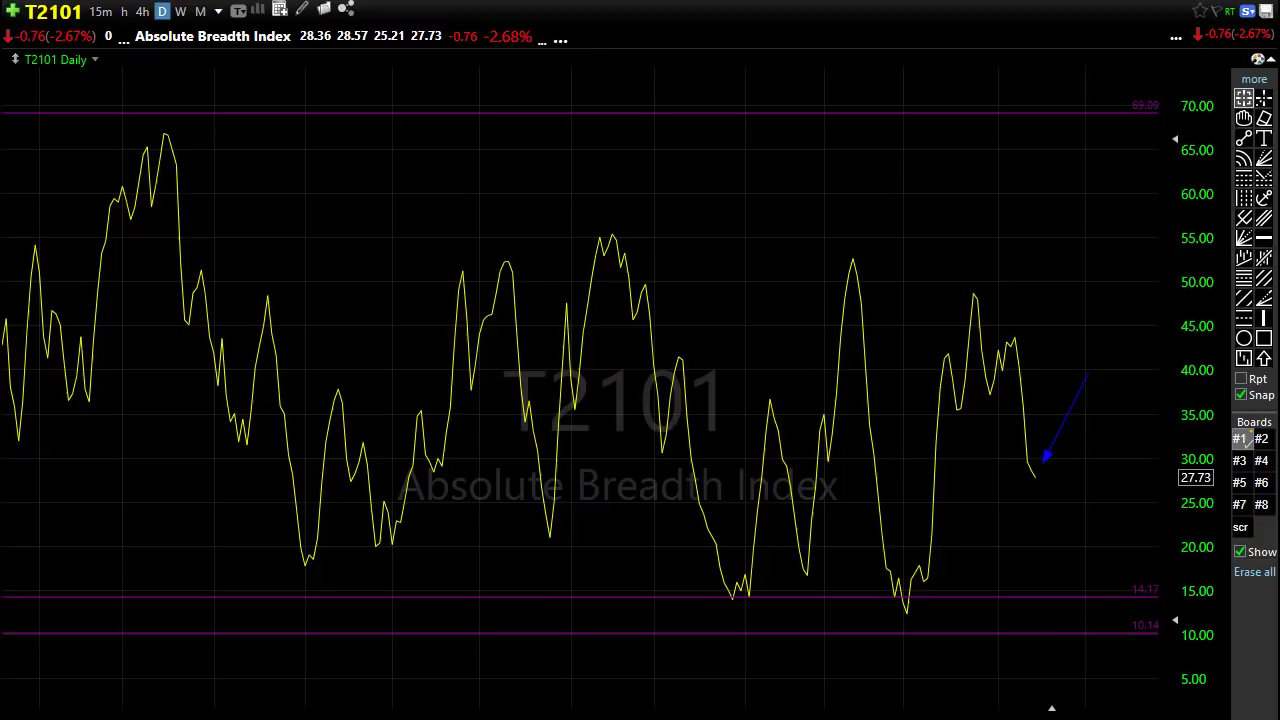 T2101 15m h 4h D W M T RT S
-0.76(-2.67%) 0 ... Absolute Breadth Index 28.36 28.57 25.21 27.73 -0.76 -2.68% ... ... ... -0.76(-2.67%)
T2101 Daily
more
69.09
70.00
65.00
60.00
55.00
50.00
45.00
40.00
35.00
30.00
27.73
25.00
20.00
15.00
10.00
5.00
14.17
10.14
T2101
Absolute Breadth Index
T
Rpt
Snap
Boards
#1 #2
#3 #4
#5 #6
#7 #8
scr
Show
Erase all